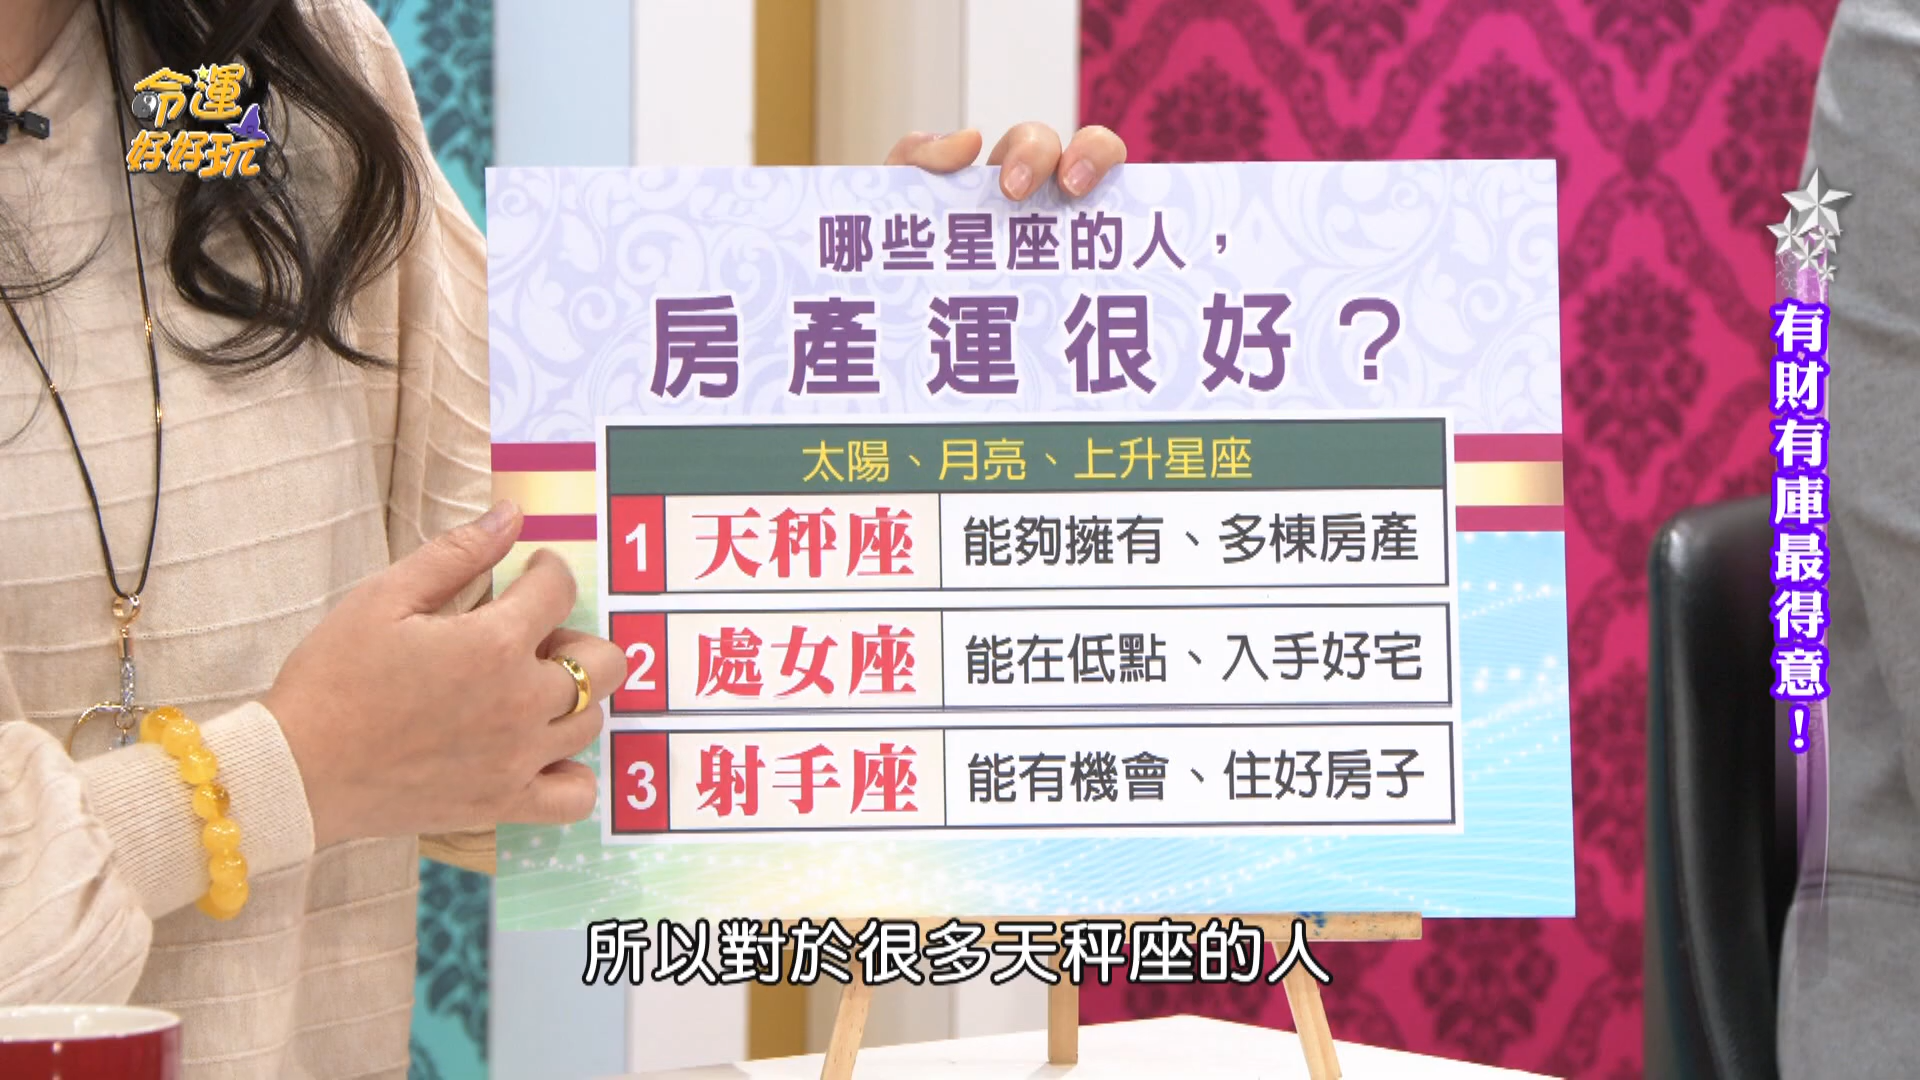 命運
好好玩
哪些星座的人，
房產運很好？
太陽、月亮、上升星座
1 天秤座 能夠擁有、多棟房產
2 處女座 能在低點、入手好宅
3 射手座 能有機會、住好房子
有財有庫最得意！
所以對於很多天秤座的人